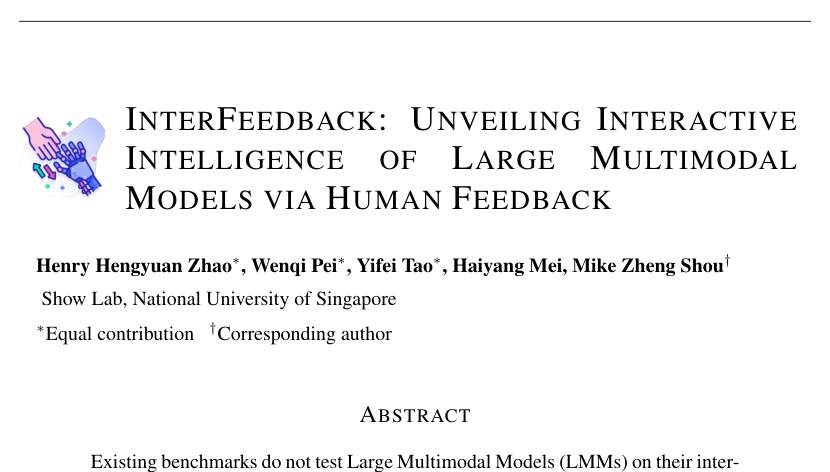 INTERFEEDBACK: UNVEILING INTERACTIVE
INTELLIGENCE OF LARGE MULTIMODAL
MODELS VIA HUMAN FEEDBACK
Henry Hengyuan Zhao*, Wenqi Pei*, Yifei Tao*, Haiyang Mei, Mike Zheng Shou†
Show Lab, National University of Singapore
*Equal contribution †Corresponding author
ABSTRACT
Existing benchmarks do not test Large Multimodal Models (LMMs) on their inter-